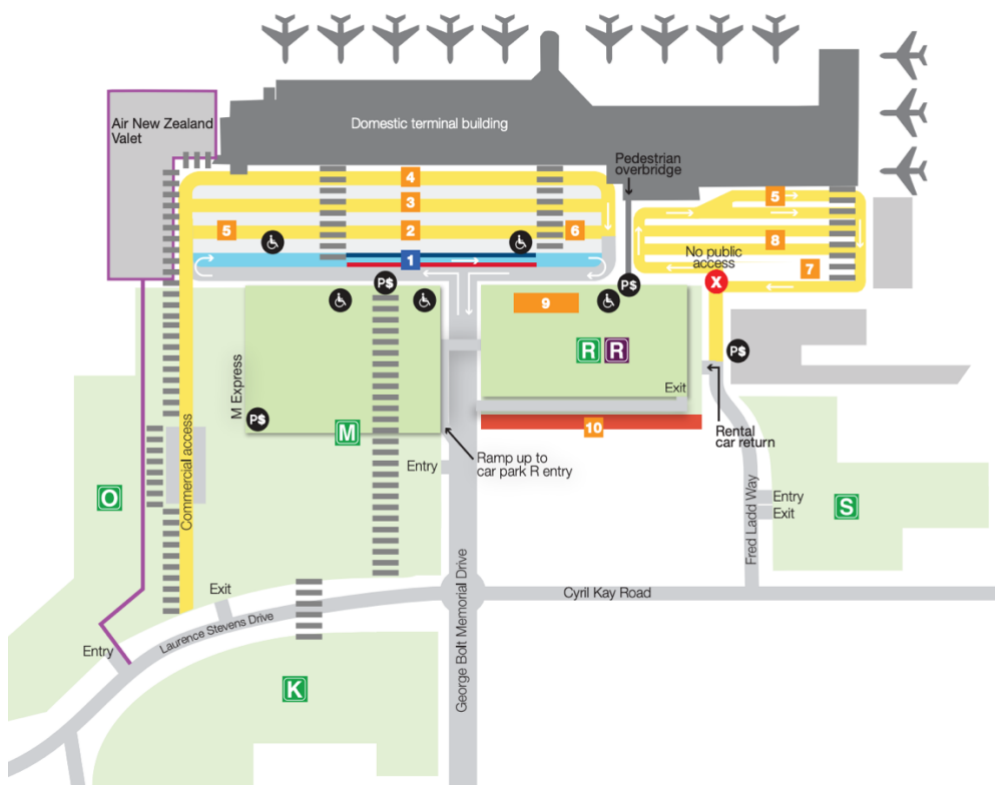 Air New Zealand
Valet
Domestic terminal building
Pedestrian
overbridge
4
3
5
2
6
1
5
8
No public
access
7
X
P$
P$
9
R
R
P$
Exit
M Express
P$
M
10
Rental
car return
Ramp up to
car park R entry
Entry
Commercial access
O
Entry
Exit
S
Fred Ladd Way
George Bolt Memorial Drive
Cyril Kay Road
Exit
Laurence Stevens Drive
Entry
K